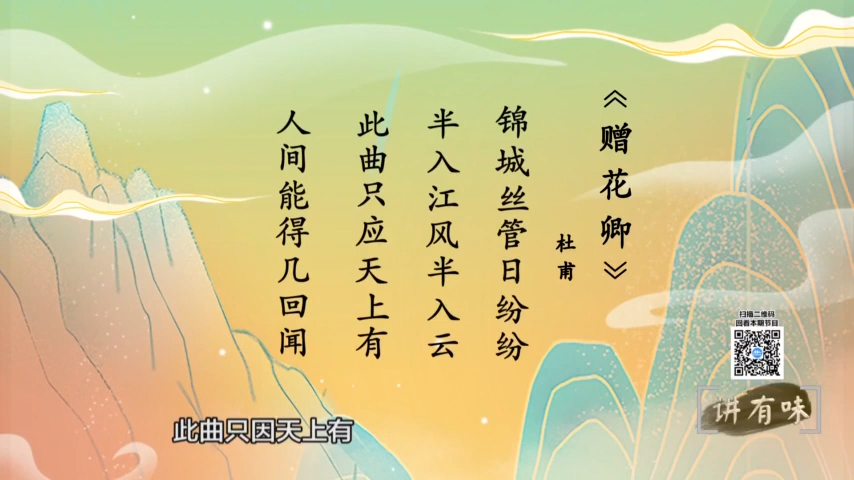 《赠花卿》
杜甫
锦城丝管日纷纷
半入江风半入云
此曲只应天上有
人间能得几回闻
扫描二维码
回看本期节目
讲有味
此曲只因天上有